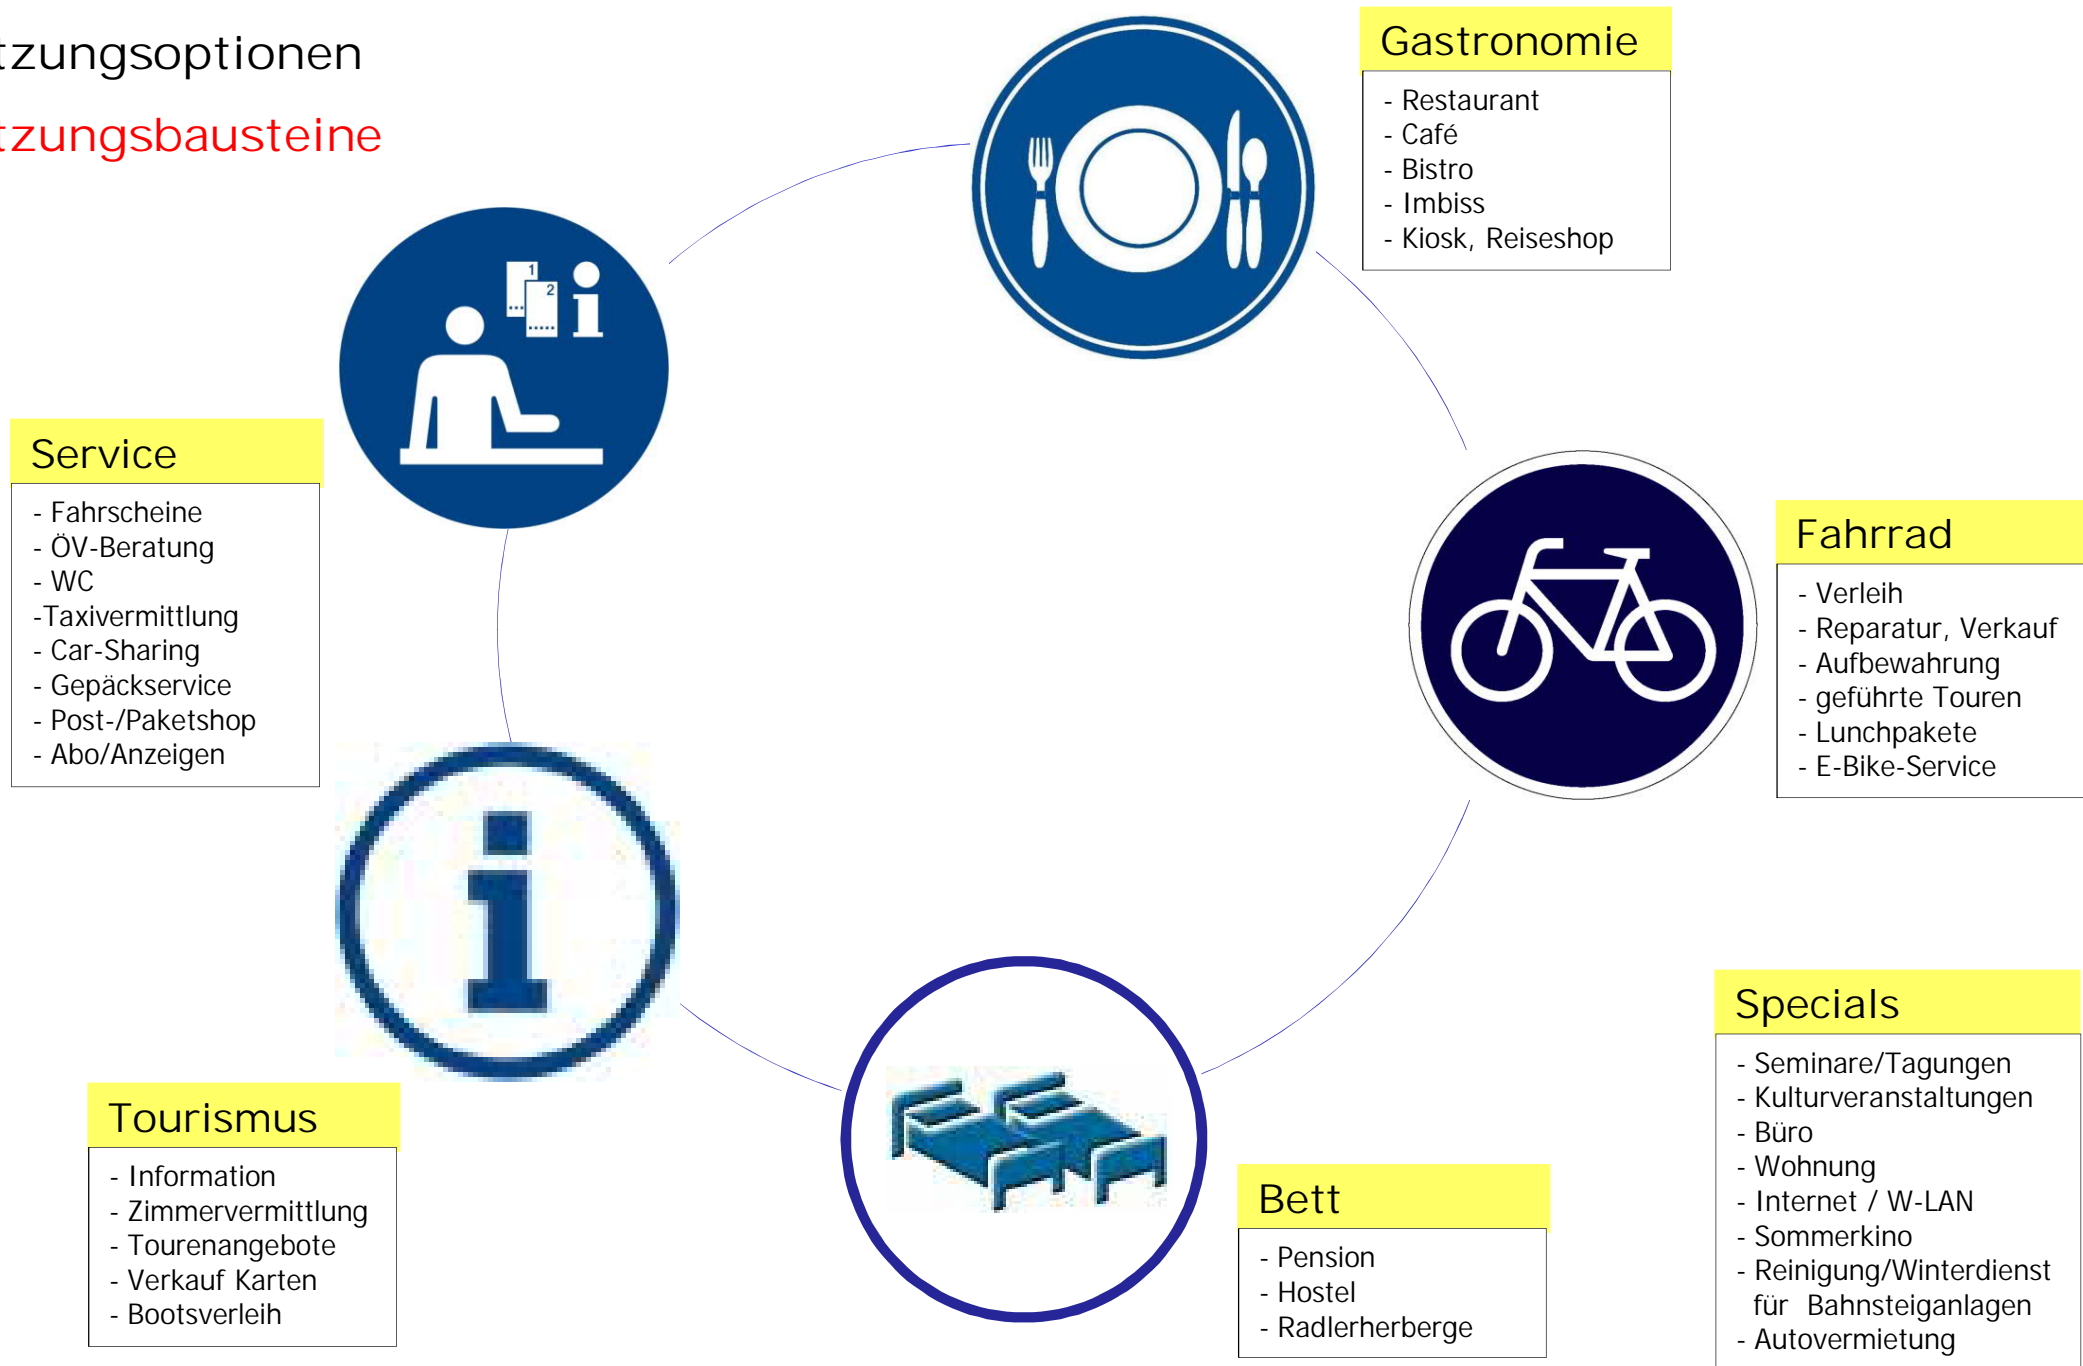 tzungsoptionen
tzungsbausteine
Gastronomie
- Restaurant
- Café
- Bistro
- Imbiss
- Kiosk, Reiseshop
1
2
i
Service
- Fahrscheine
- ÖV-Beratung
- WC
-Taxivermittlung
- Car-Sharing
- Gepäckservice
- Post-/Paketshop
- Abo/Anzeigen
Fahrrad
- Verleih
- Reparatur, Verkauf
- Aufbewahrung
- geführte Touren
- Lunchpakete
- E-Bike-Service
i
Tourismus
- Information
- Zimmervermittlung
- Tourenangebote
- Verkauf Karten
- Bootsverleih
Bett
- Pension
- Hostel
- Radlerherberge
Specials
- Seminare/Tagungen
- Kulturveranstaltungen
- Büro
- Wohnung
- Internet / W-LAN
- Sommerkino
- Reinigung/Winterdienst
für Bahnsteiganlagen
- Autovermietung